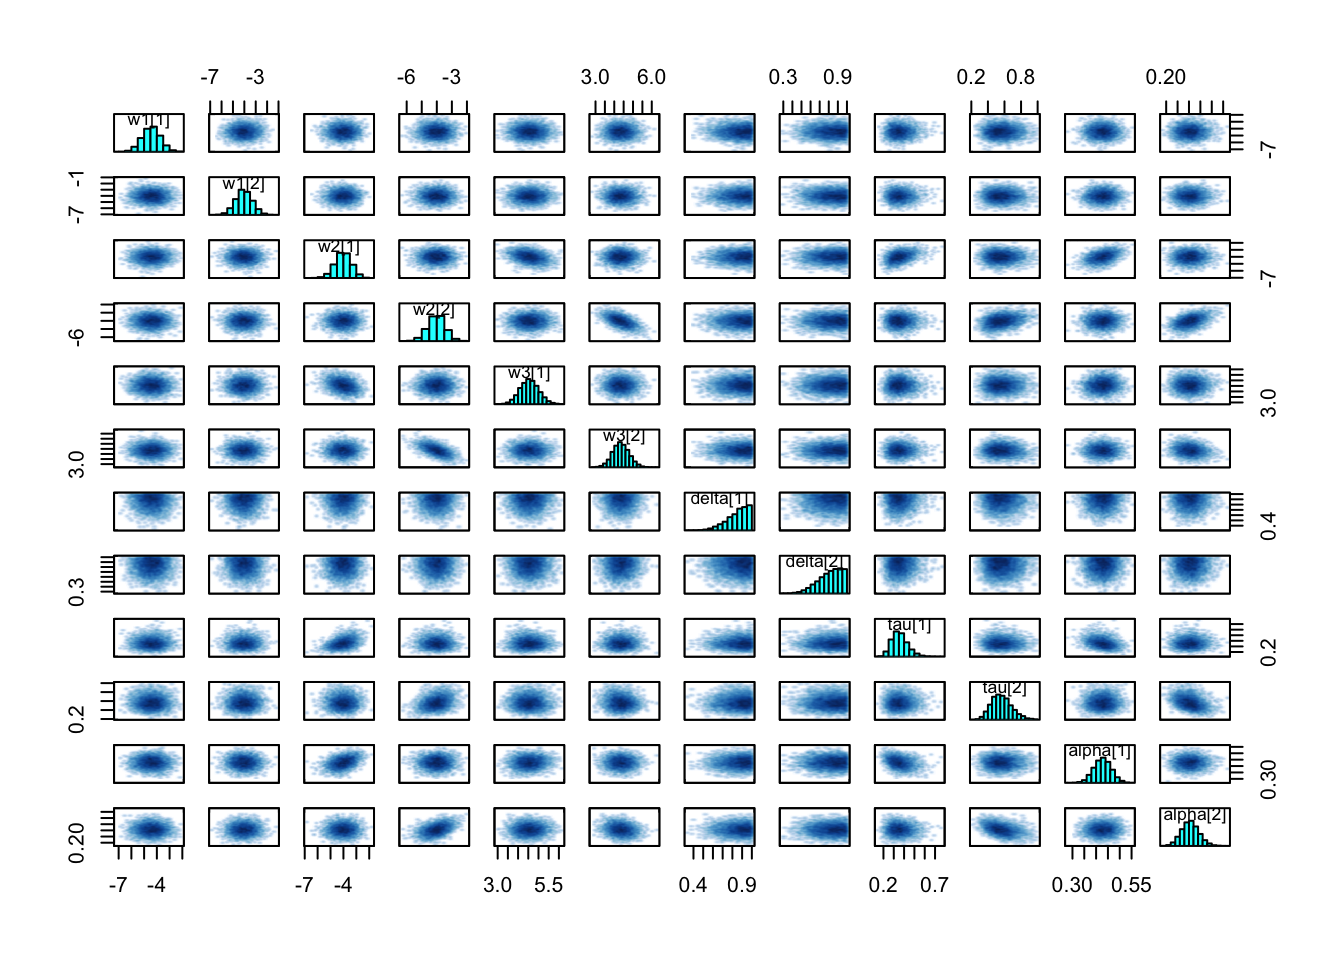 -7 -3 -6 -3 3.0 6.0 0.3 0.9 0.2 0.8 0.20
w1[1]
-7
-1
-7
w1[2]
w2[1]
-7
-6
w2[2]
w3[1]
3.0
3.0
w3[2]
delta[1]
0.4
0.3
delta[2]
tau[1]
0.2
0.2
tau[2]
alpha[1]
0.30
0.20
alpha[2]
-7 -4 -7 -4 3.0 5.5 0.4 0.9 0.2 0.7 0.30 0.55